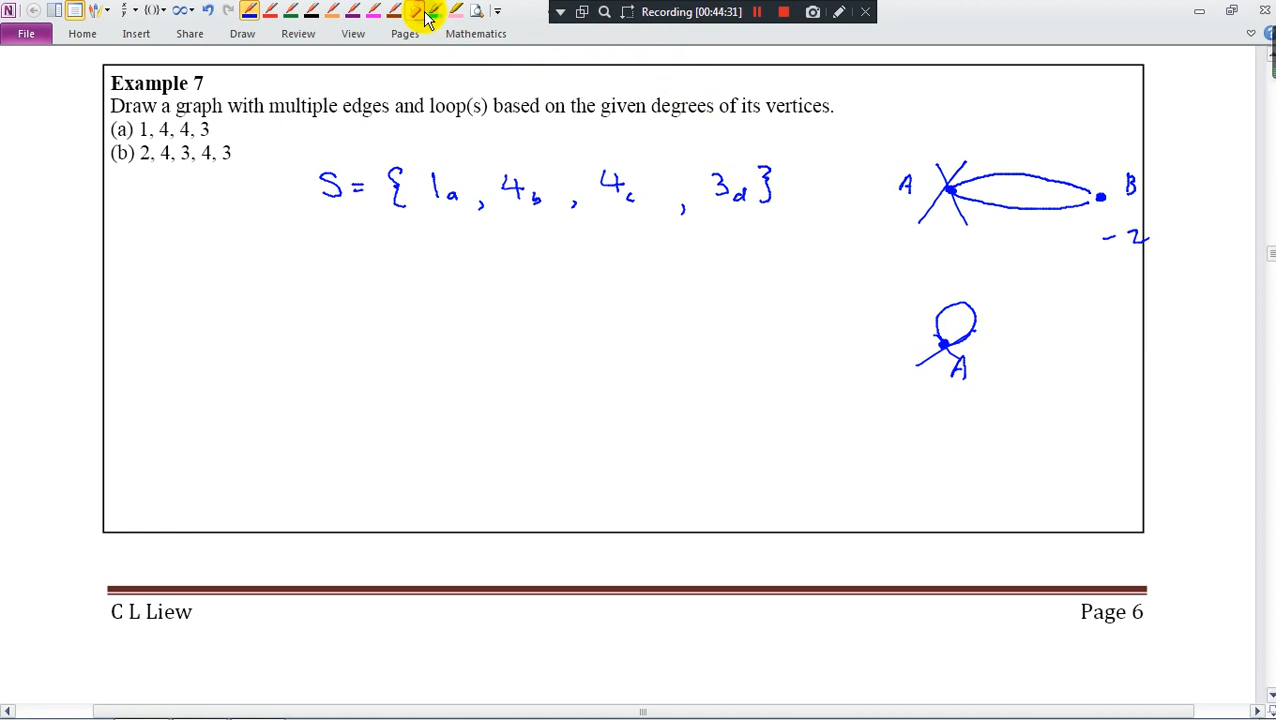 Recording [00:44:31]
File Home Insert Share Draw Review View Pages Mathematics
Example 7
Draw a graph with multiple edges and loop(s) based on the given degrees of its vertices.
(a) 1, 4, 4, 3
(b) 2, 4, 3, 4, 3
S = { 1a , 4b , 4c , 3d }
A B
- 2
A
C L Liew Page 6